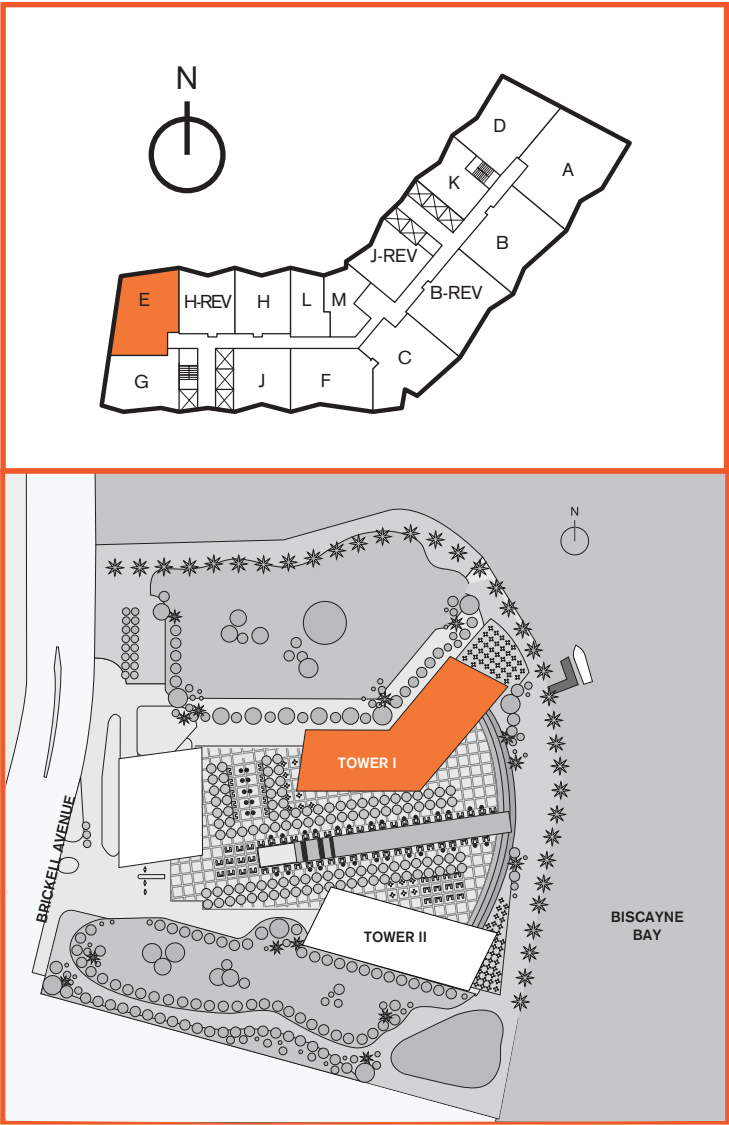 N
D
A
K
B
J-REV
B-REV
E
H-REV
H
L
M
C
G
J
F
N
TOWER I
BRICKELL AVENUE
TOWER II
BISCAYNE
BAY